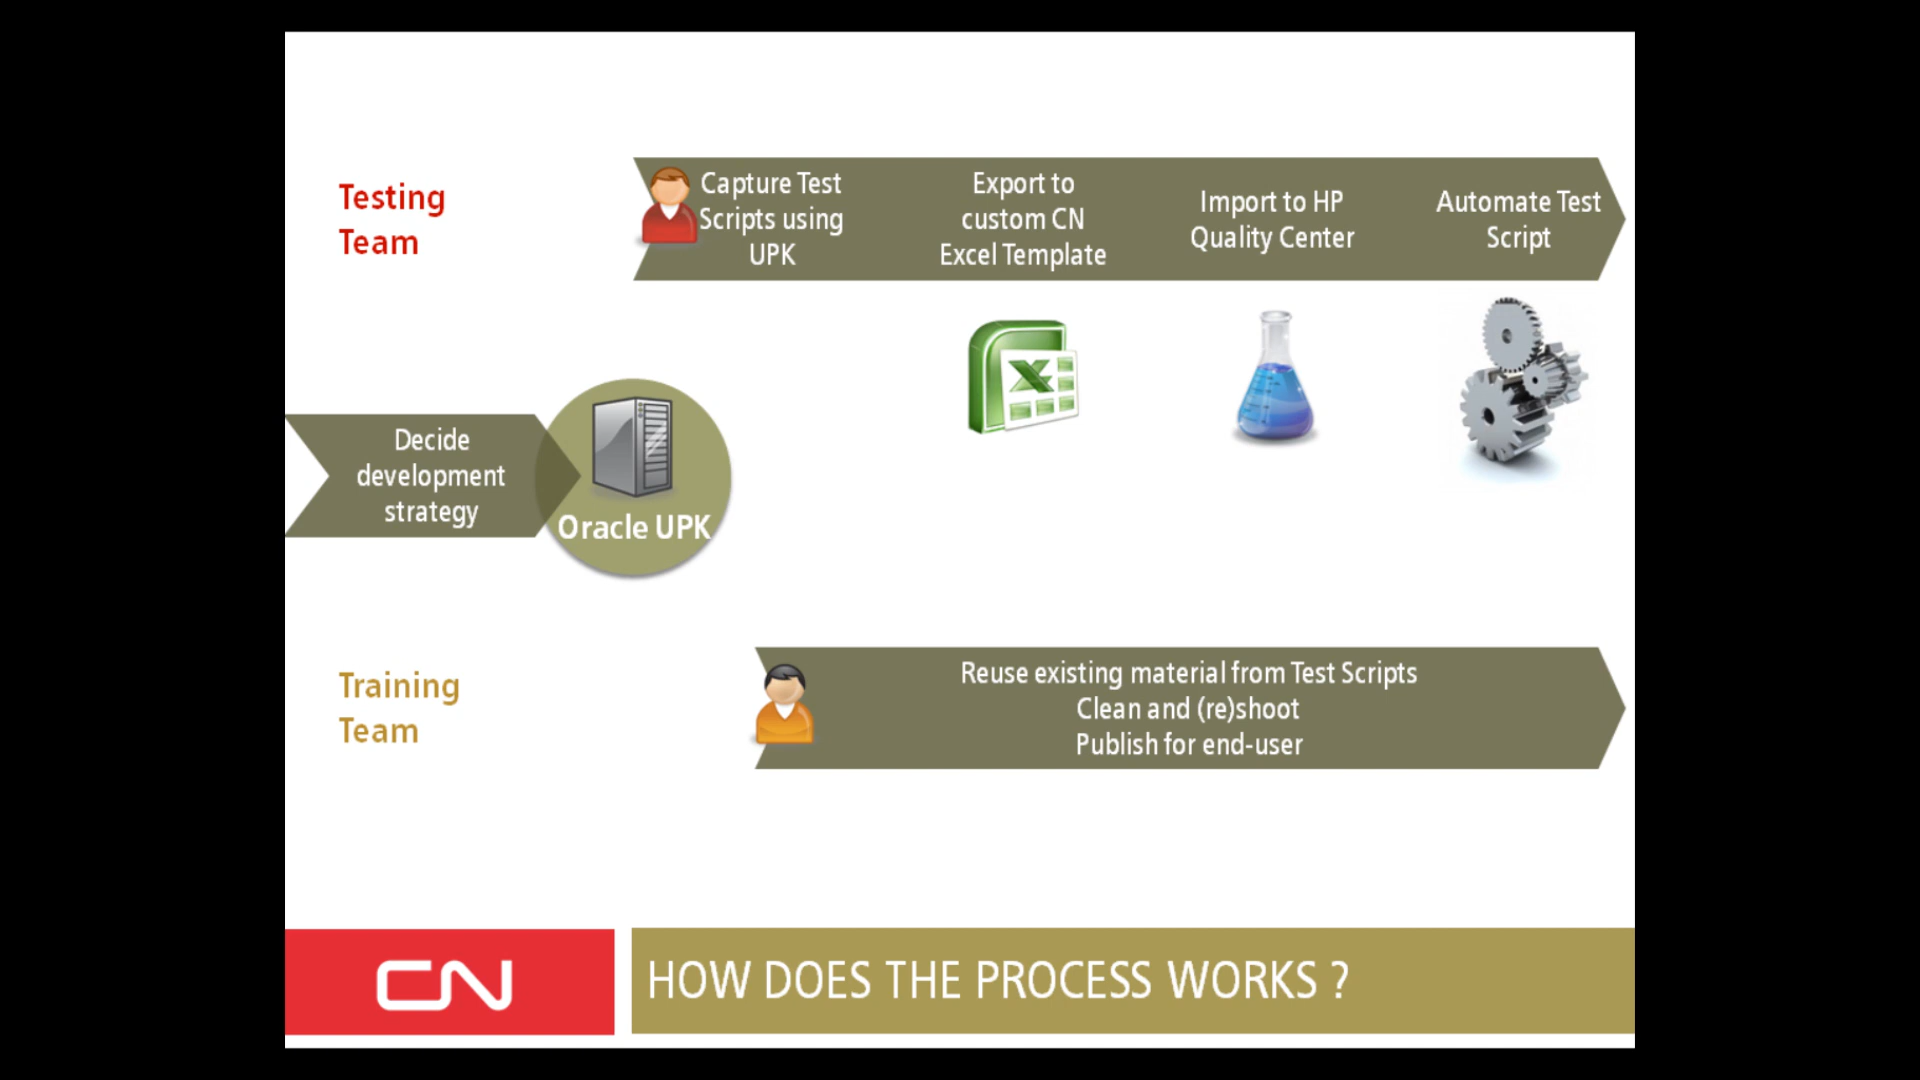 Testing
Team
Capture Test
Scripts using
UPK
Export to
custom CN
Excel Template
Import to HP
Quality Center
Automate Test
Script
Decide
development
strategy
Oracle UPK
Training
Team
Reuse existing material from Test Scripts
Clean and (re)shoot
Publish for end-user
CN
HOW DOES THE PROCESS WORKS ?